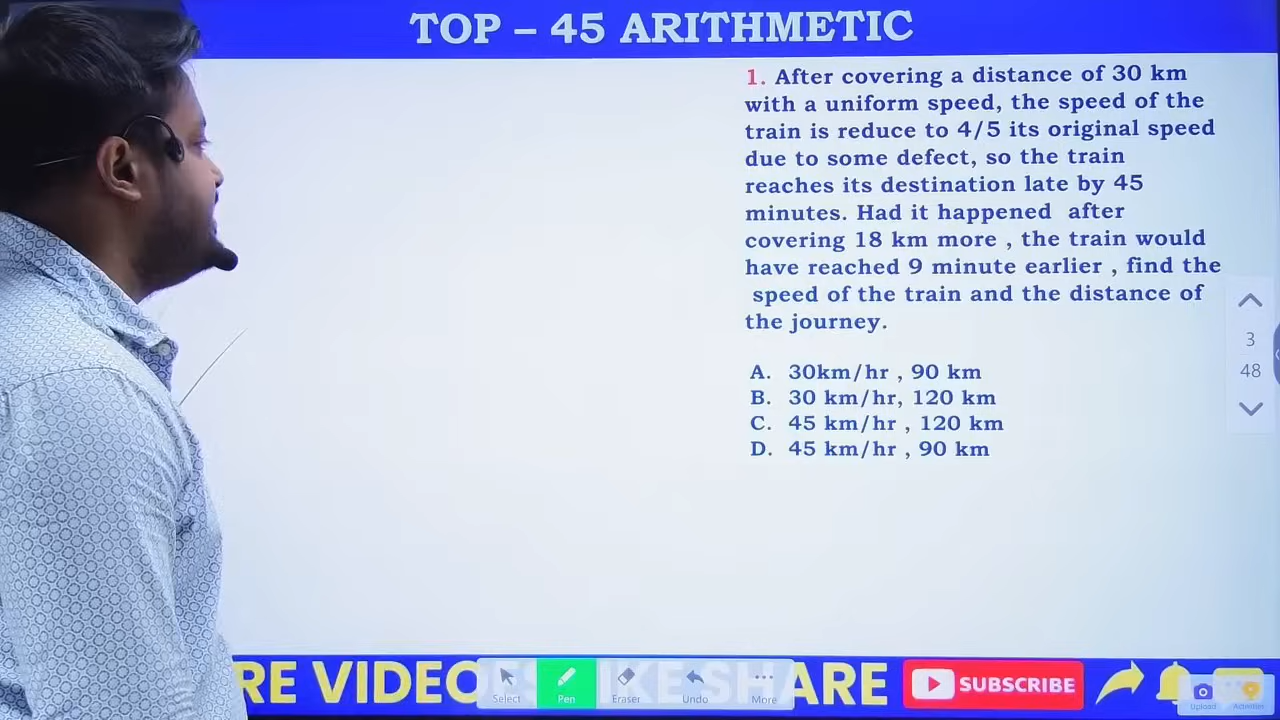 TOP – 45 ARITHMETIC
1. After covering a distance of 30 km
with a uniform speed, the speed of the
train is reduce to 4/5 its original speed
due to some defect, so the train
reaches its destination late by 45
minutes. Had it happened after
covering 18 km more , the train would
have reached 9 minute earlier , find the
speed of the train and the distance of
the journey.
A. 30km/hr , 90 km
B. 30 km/hr, 120 km
C. 45 km/hr , 120 km
D. 45 km/hr , 90 km
3
48
RE VIDEO
KE SHARE
SUBSCRIBE
Select
Pen
Eraser
Undo
More
Upload